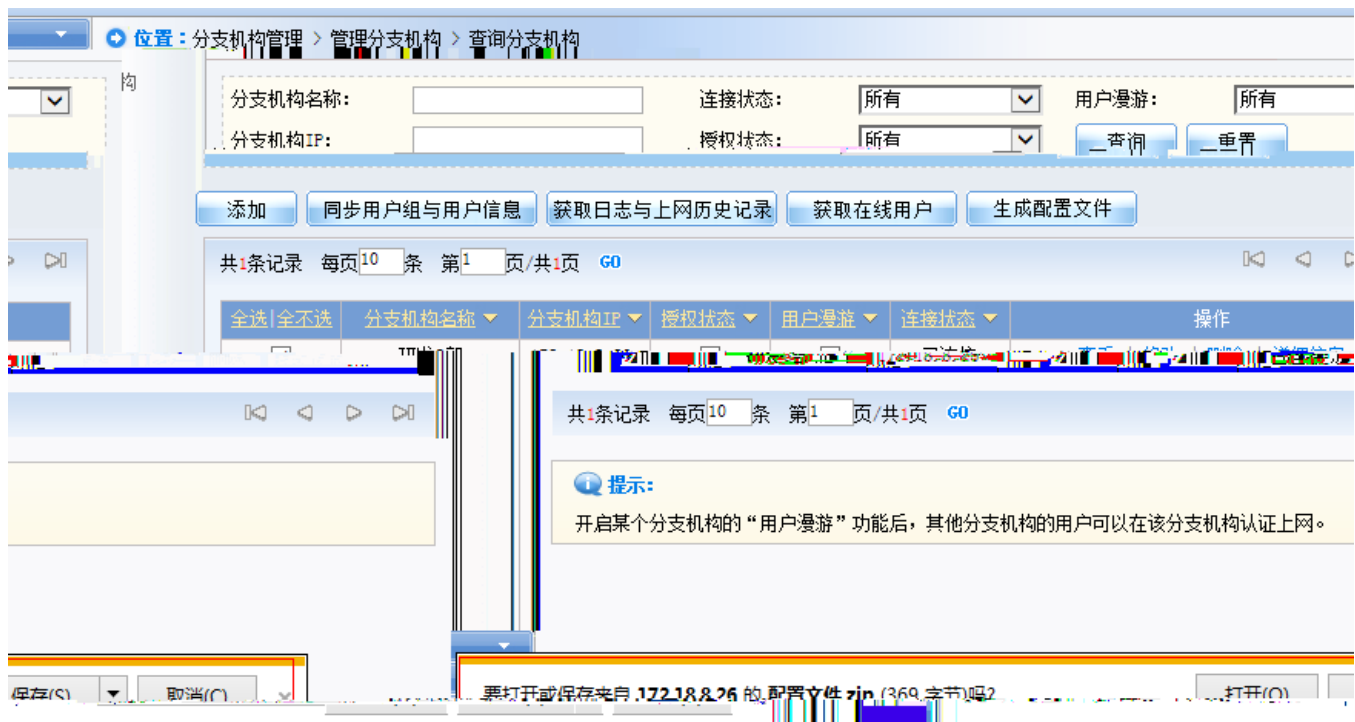 位置：分支机构管理 > 管理分支机构 > 查询分支机构
构
分支机构名称： 连接状态： 所有 用户漫游： 所有
分支机构IP： 授权状态： 所有 查询 重置
添加 同步用户组与用户信息 获取日志与上网历史记录 获取在线用户 生成配置文件
共1条记录 每页10 条 第1 页/共1页 GO
全选|全不选 分支机构名称 分支机构IP 授权状态 用户漫游 连接状态 操作
共1条记录 每页10 条 第1 页/共1页 GO
提示：
开启某个分支机构的“用户漫游”功能后，其他分支机构的用户可以在该分支机构认证上网。
保存(S) 取消(C)
要打开或保存来自 172.18.8.26 的 配置文件.zip (369 字节)吗? 打开(O)